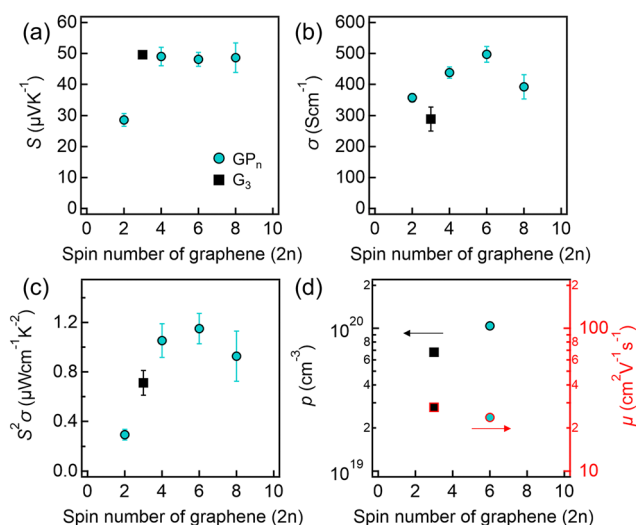 (a)
60
50
40
30
20
10
0
S (μVK⁻¹)
GPₙ
G₃
0 2 4 6 8 10
Spin number of graphene (2n)
(b)
600
500
400
300
200
100
0
σ (Scm⁻¹)
0 2 4 6 8 10
Spin number of graphene (2n)
(c)
1.2
0.8
0.4
0.0
S²σ (μWcm⁻¹K⁻²)
0 2 4 6 8 10
Spin number of graphene (2n)
(d)
2
10²⁰
8
6
4
2
10¹⁹
p (cm⁻³)
2
100
8
6
4
2
10
μ (cm²V⁻¹s⁻¹)
0 2 4 6 8 10
Spin number of graphene (2n)